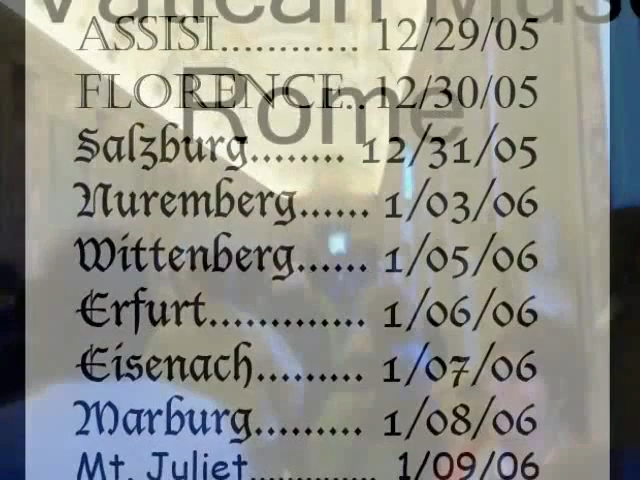 Vatican Muse
ASSISI............ 12/29/05
FLORENCE..12/30/05
Rome
Salzburg........ 12/31/05
Nuremberg...... 1/03/06
Wittenberg...... 1/05/06
Erfurt............. 1/06/06
Eisenach......... 1/07/06
Marburg......... 1/08/06
Mt. Juliet............. 1/09/06